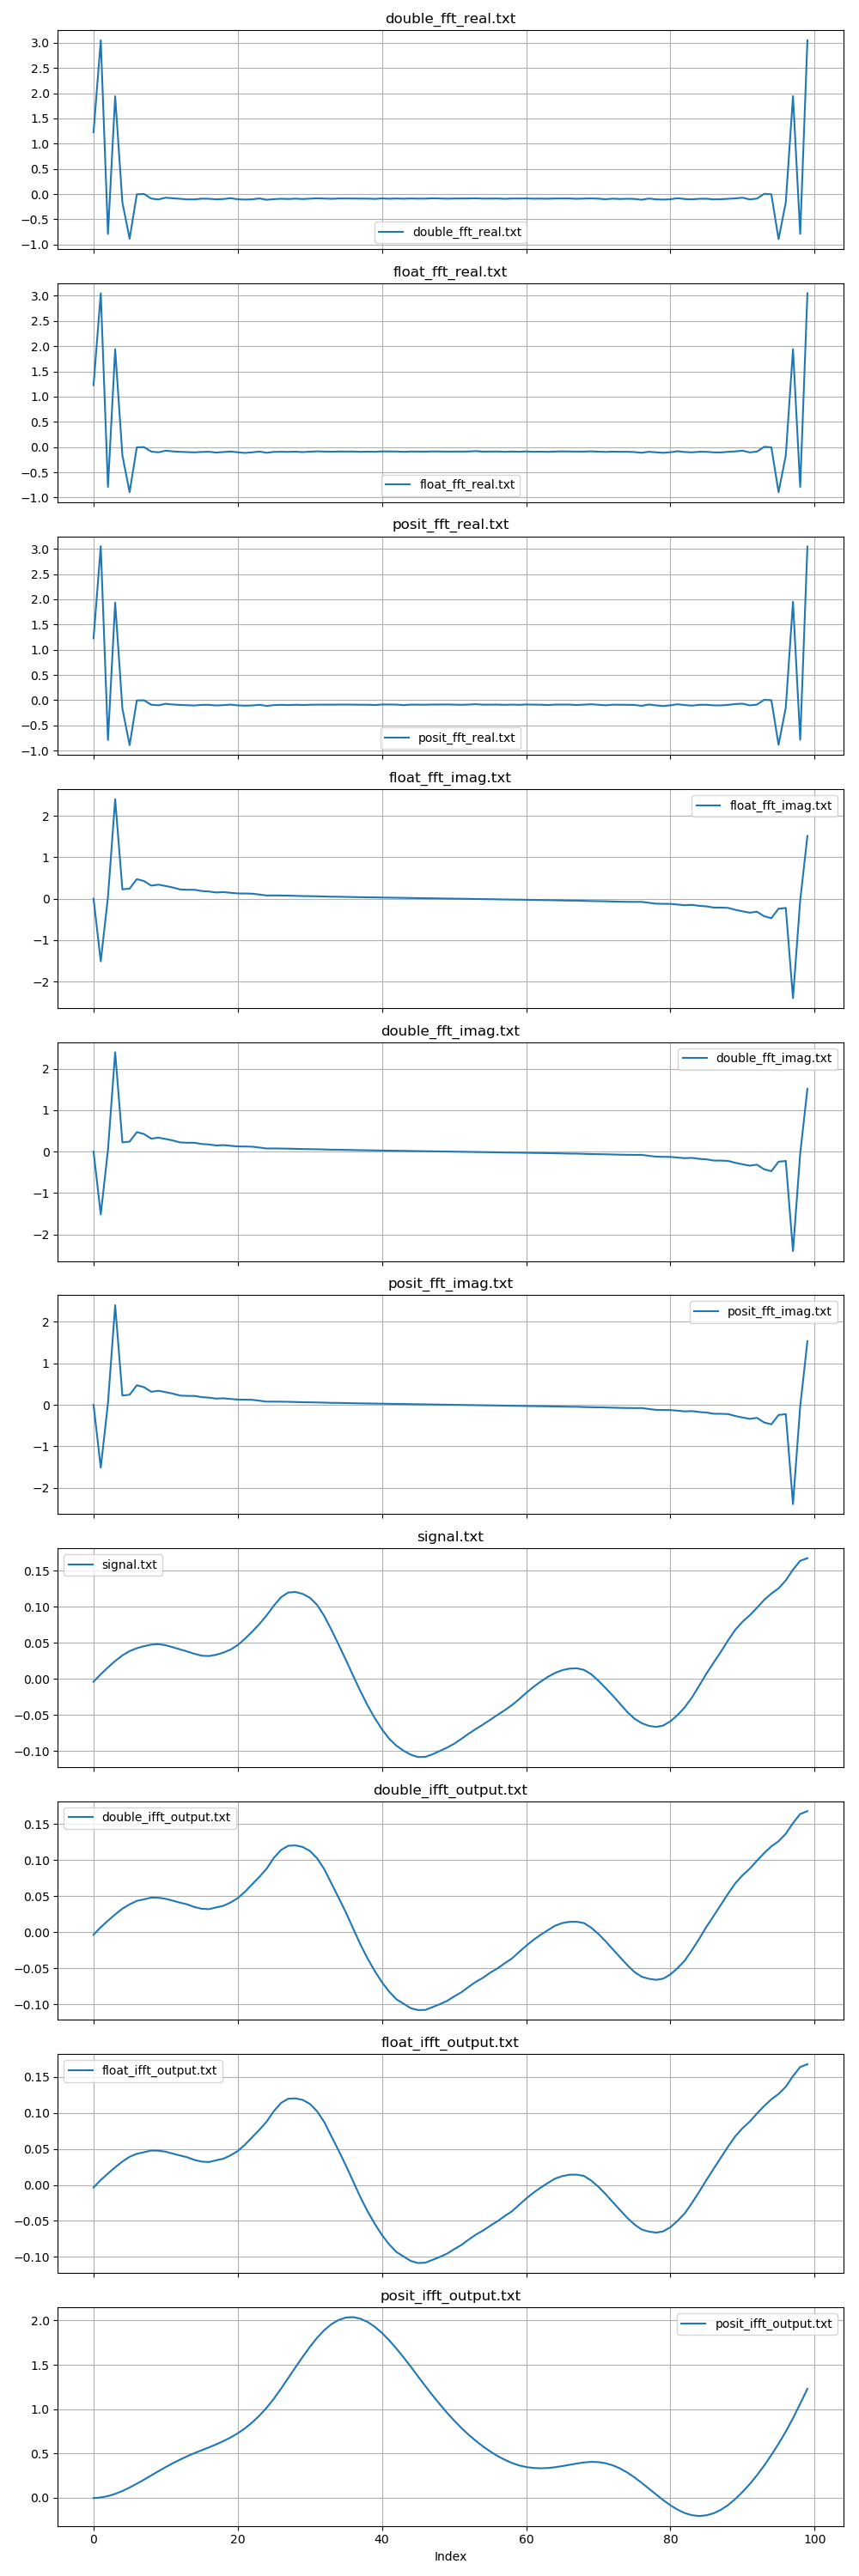 double_fft_real.txt
3.0
2.5
2.0
1.5
1.0
0.5
0.0
−0.5
−1.0
double_fft_real.txt
float_fft_real.txt
3.0
2.5
2.0
1.5
1.0
0.5
0.0
−0.5
−1.0
float_fft_real.txt
posit_fft_real.txt
3.0
2.5
2.0
1.5
1.0
0.5
0.0
−0.5
−1.0
posit_fft_real.txt
float_fft_imag.txt
2
1
0
−1
−2
float_fft_imag.txt
double_fft_imag.txt
2
1
0
−1
−2
double_fft_imag.txt
posit_fft_imag.txt
2
1
0
−1
−2
posit_fft_imag.txt
signal.txt
0.15
0.10
0.05
0.00
−0.05
−0.10
signal.txt
double_ifft_output.txt
0.15
0.10
0.05
0.00
−0.05
−0.10
double_ifft_output.txt
float_ifft_output.txt
0.15
0.10
0.05
0.00
−0.05
−0.10
float_ifft_output.txt
posit_ifft_output.txt
2.0
1.5
1.0
0.5
0.0
posit_ifft_output.txt
0 20 40 60 80 100
Index